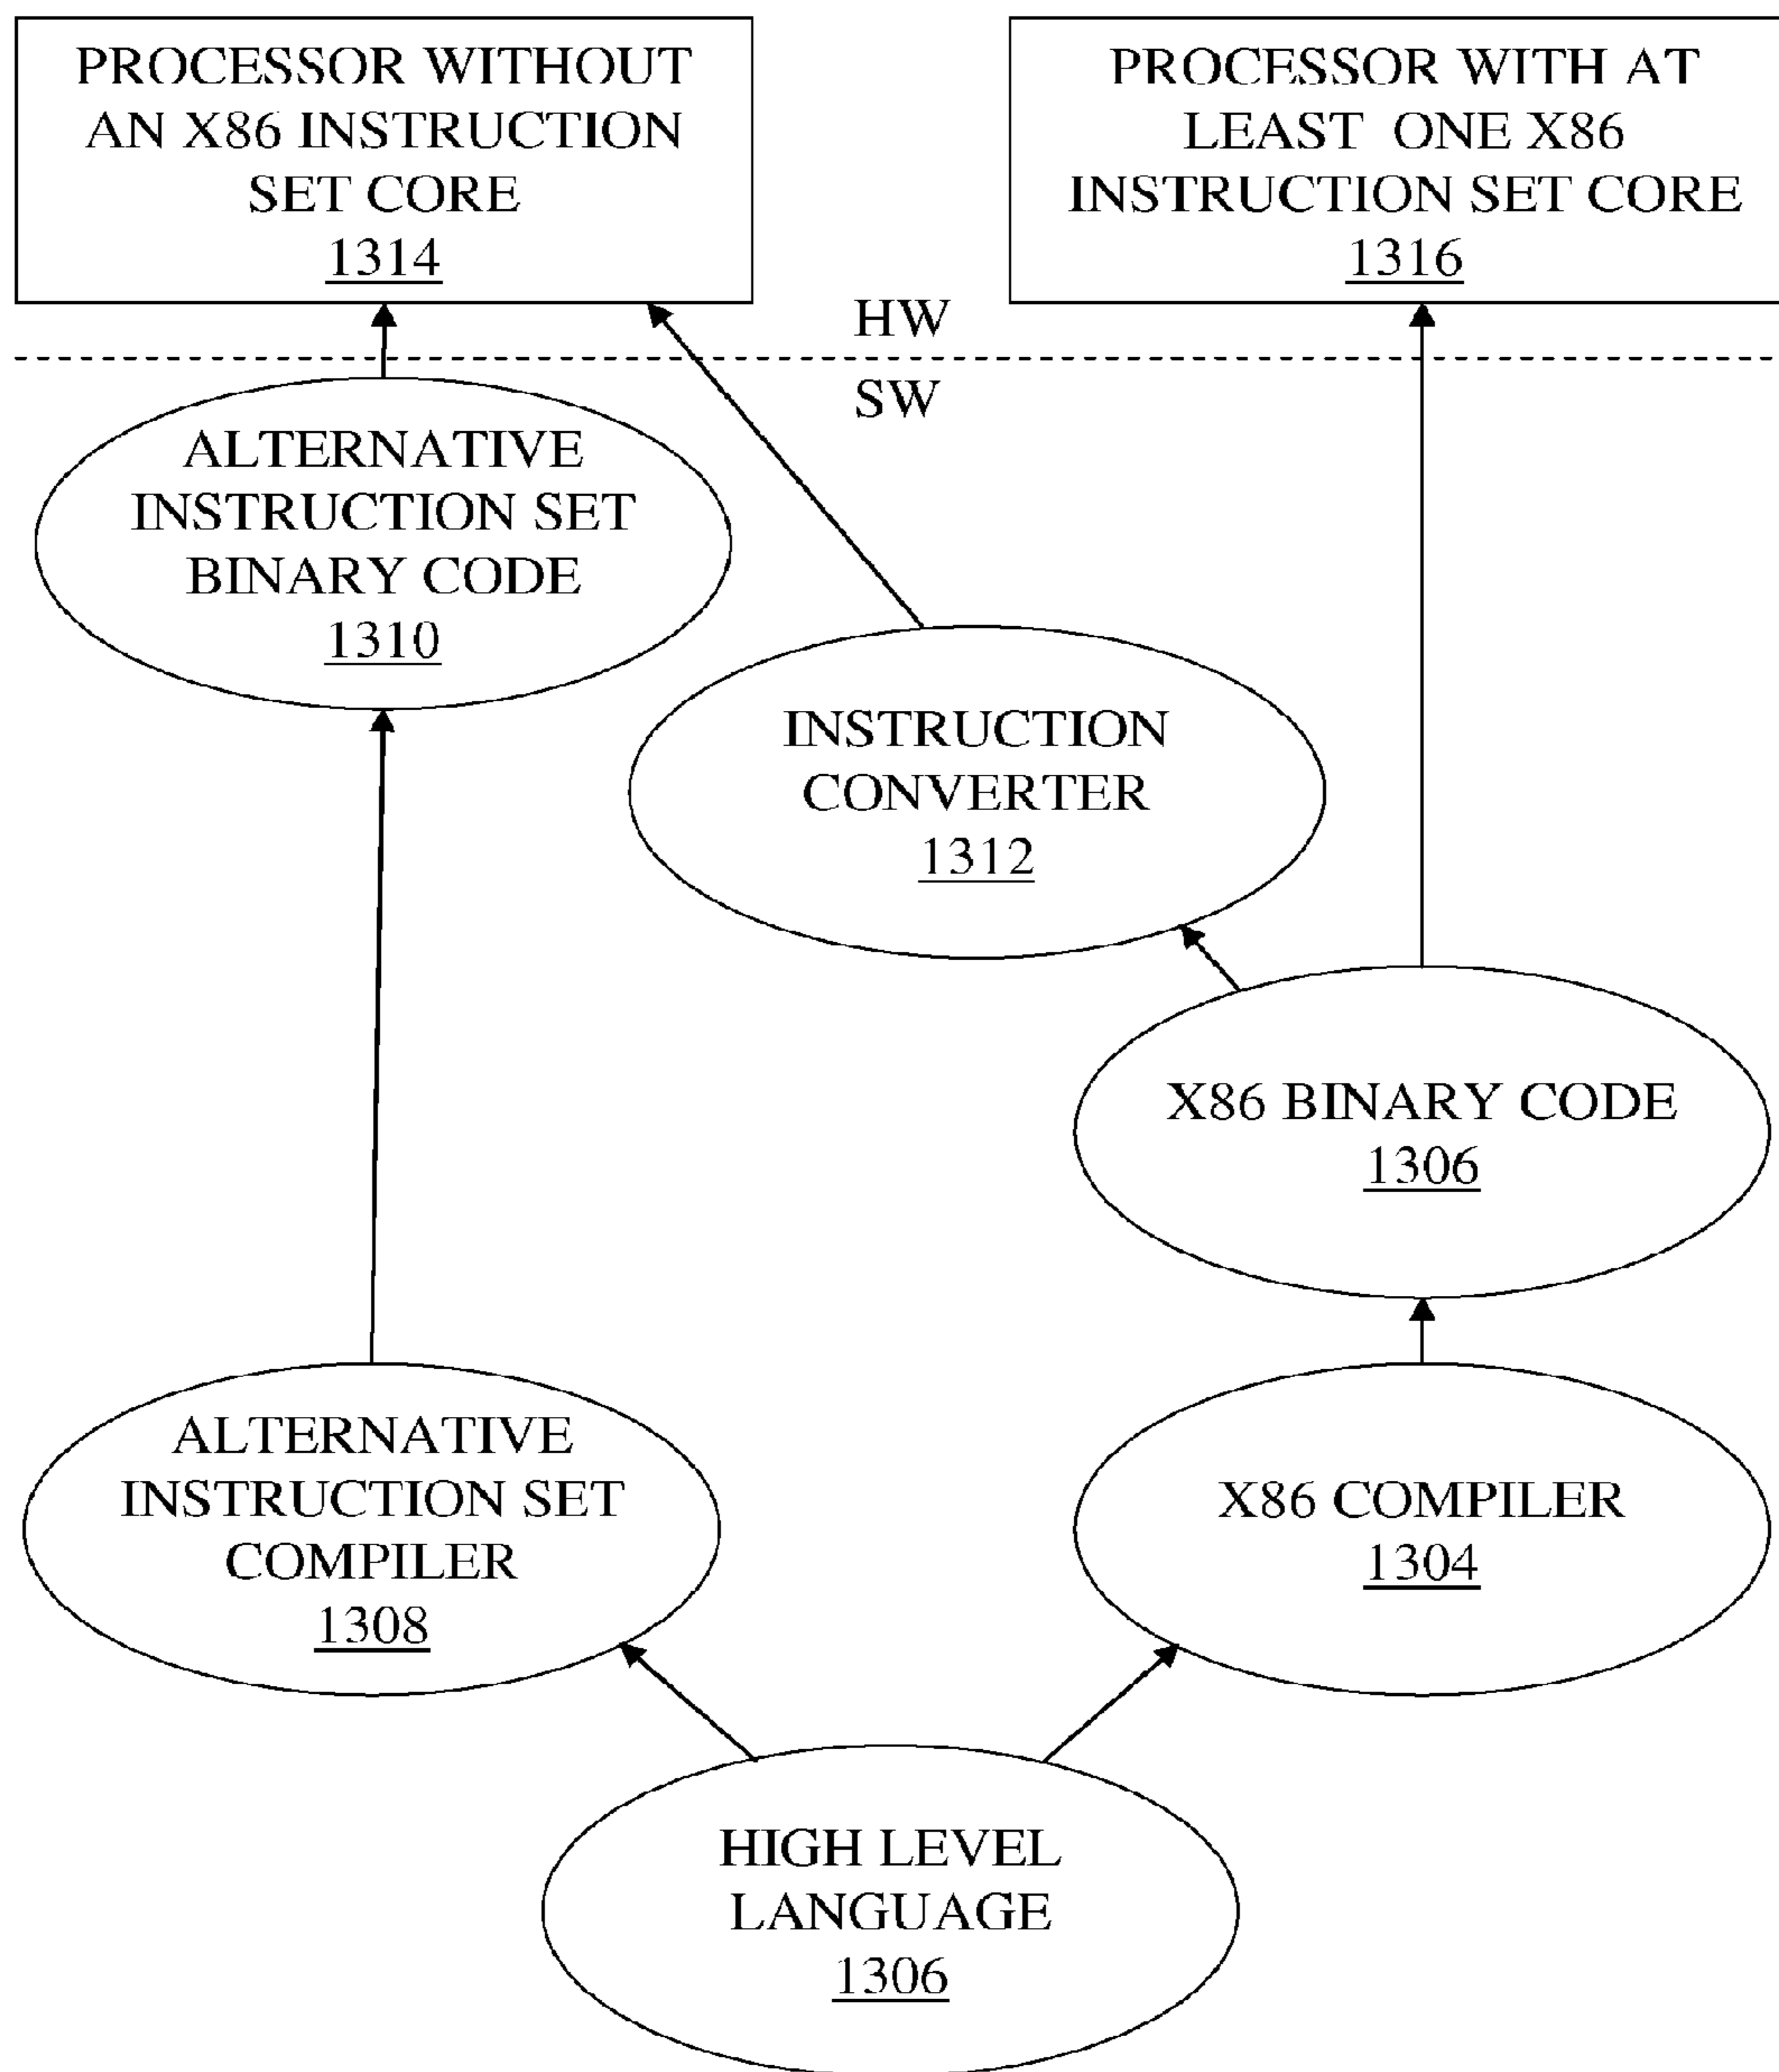 PROCESSOR WITHOUT
AN X86 INSTRUCTION
SET CORE
1314
PROCESSOR WITH AT
LEAST ONE X86
INSTRUCTION SET CORE
1316
HW
SW
ALTERNATIVE
INSTRUCTION SET
BINARY CODE
1310
INSTRUCTION
CONVERTER
1312
X86 BINARY CODE
1306
ALTERNATIVE
INSTRUCTION SET
COMPILER
1308
X86 COMPILER
1304
HIGH LEVEL
LANGUAGE
1306